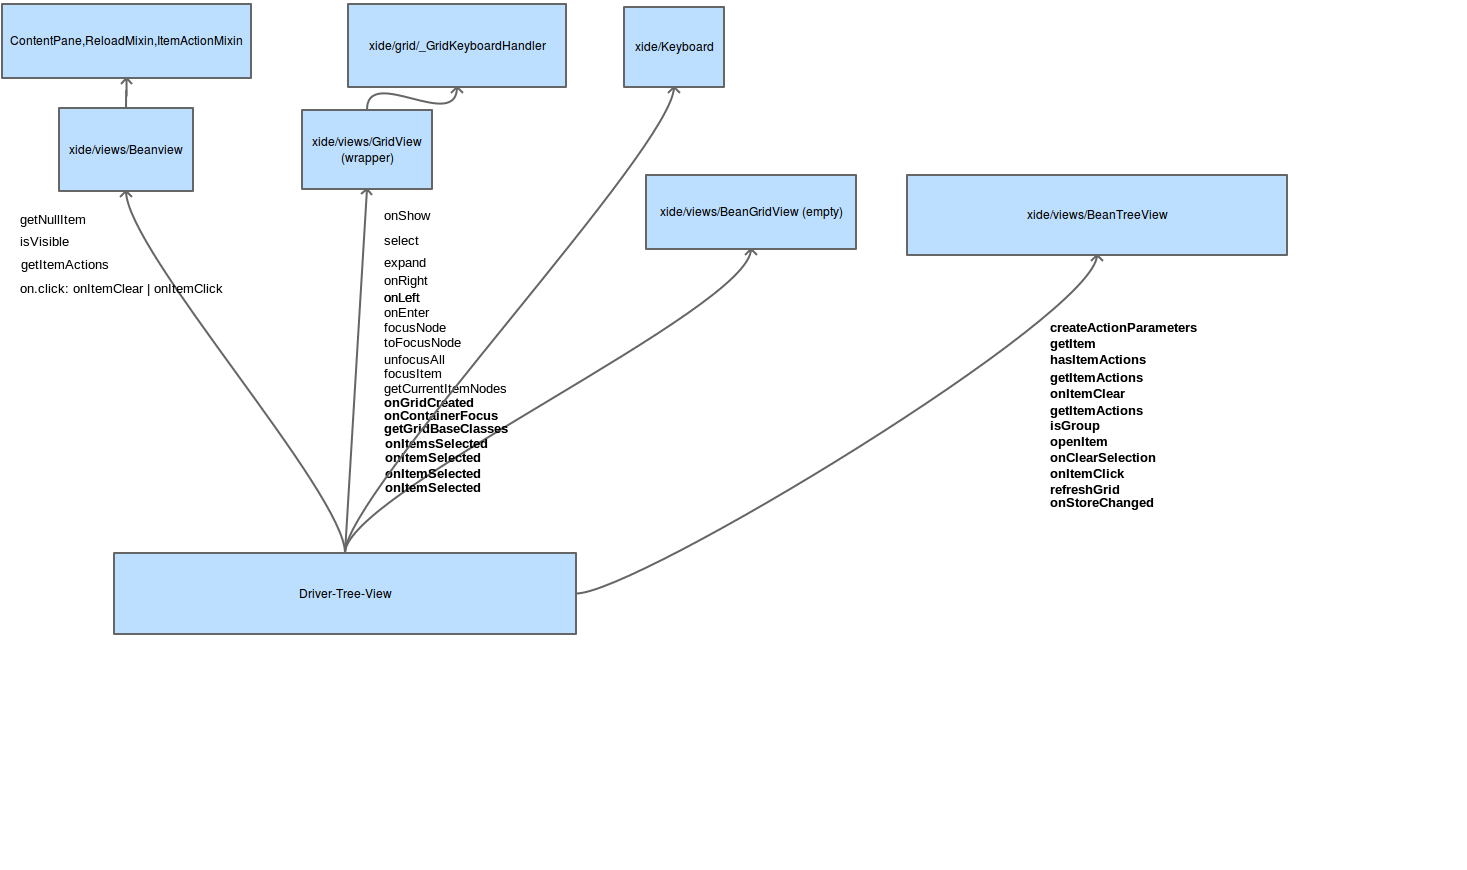 ContentPane,ReloadMixin,ItemActionMixin
xide/grid/_GridKeyboardHandler
xide/Keyboard
xide/views/Beanview
xide/views/GridView
(wrapper)
xide/views/BeanGridView (empty)
xide/views/BeanTreeView
getNullItem
isVisible
getItemActions
on.click: onItemClear | onItemClick
onShow
select
expand
onRight
onLeft
onEnter
focusNode
toFocusNode
unfocusAll
focusItem
getCurrentItemNodes
onGridCreated
onContainerFocus
getGridBaseClasses
onItemsSelected
onItemSelected
onItemSelected
onItemSelected
createActionParameters
getItem
hasItemActions
getItemActions
onItemClear
getItemActions
isGroup
openItem
onClearSelection
onItemClick
refreshGrid
onStoreChanged
Driver-Tree-View